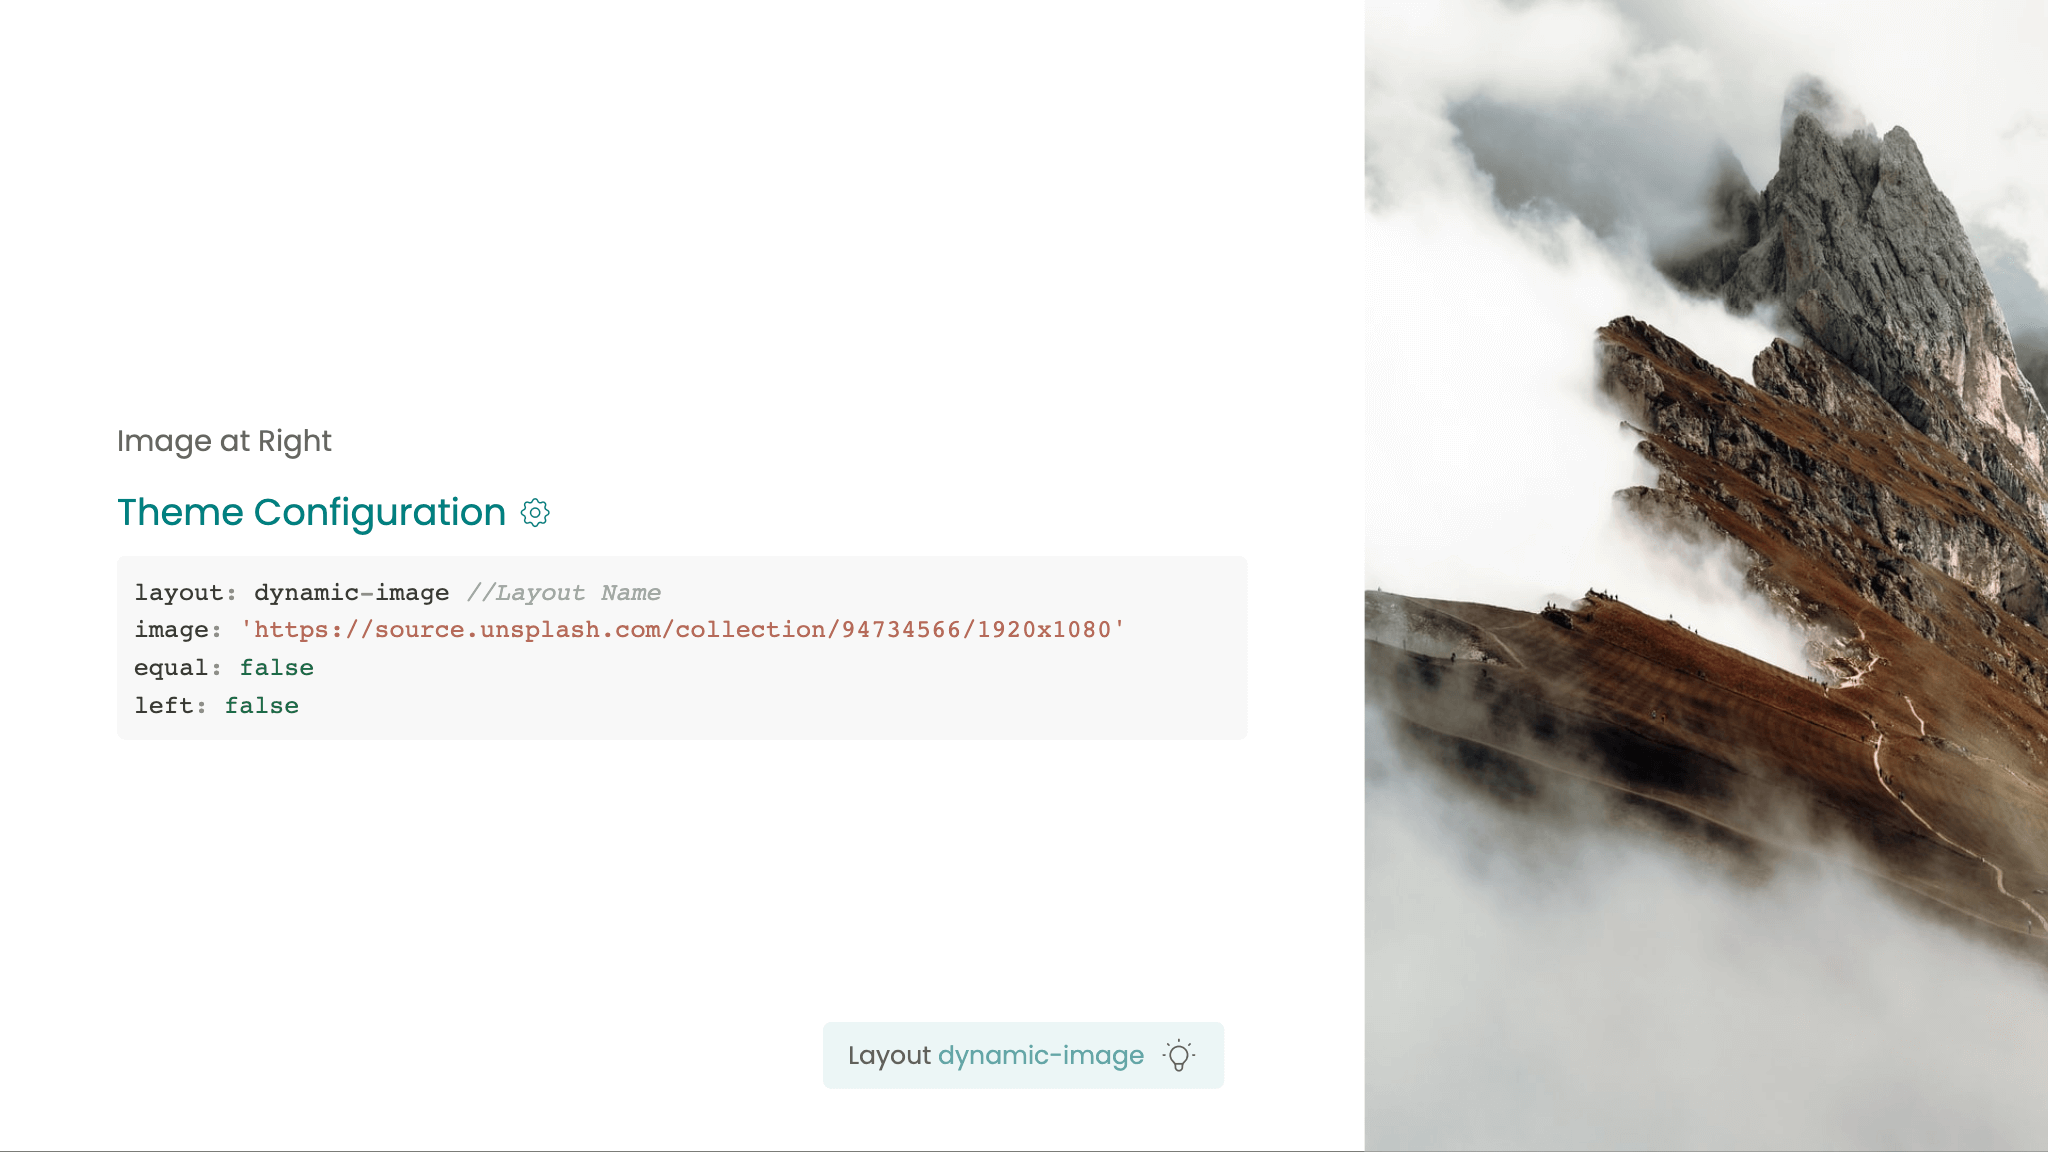 Image at Right
Theme Configuration
layout: dynamic-image //Layout Name
image: 'https://source.unsplash.com/collection/94734566/1920x1080'
equal: false
left: false
Layout dynamic-image